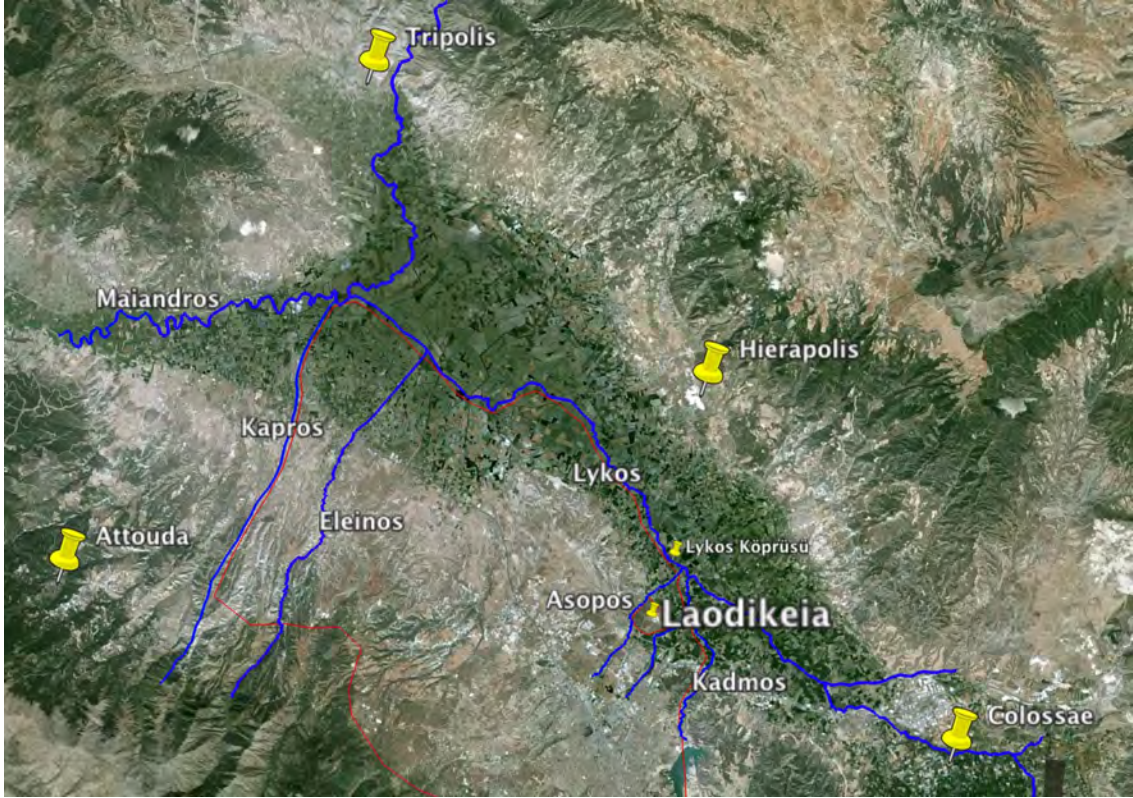 Tripolis
Maiandros
Hierapolis
Kapros
Lykos
Eleinos
Attouda
Lykos Köprüsü
Asopos
Laodikeia
Kadmos
Colossae